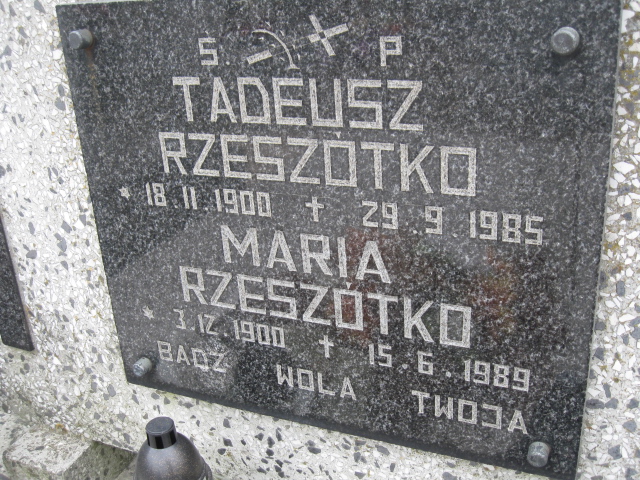 S. P
TADEUSZ
RZESZÓTKO
* 18 11 1900 + 29.9.1985
MARIA
RZESZÓTKO
* 3.12.1900 + 15.6.1989
BĄDŹ WOLA TWOJA